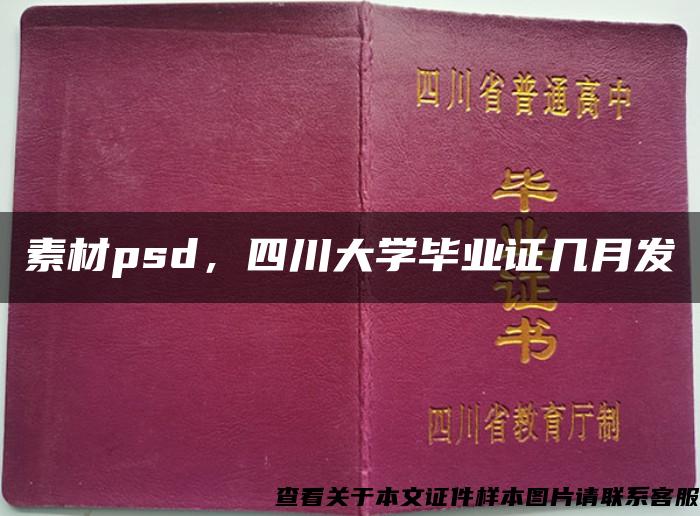 四川省普通高中
毕业证书
素材psd，四川大学毕业证几月发
四川省教育厅制
查看关于本文证件样本图片请联系客服